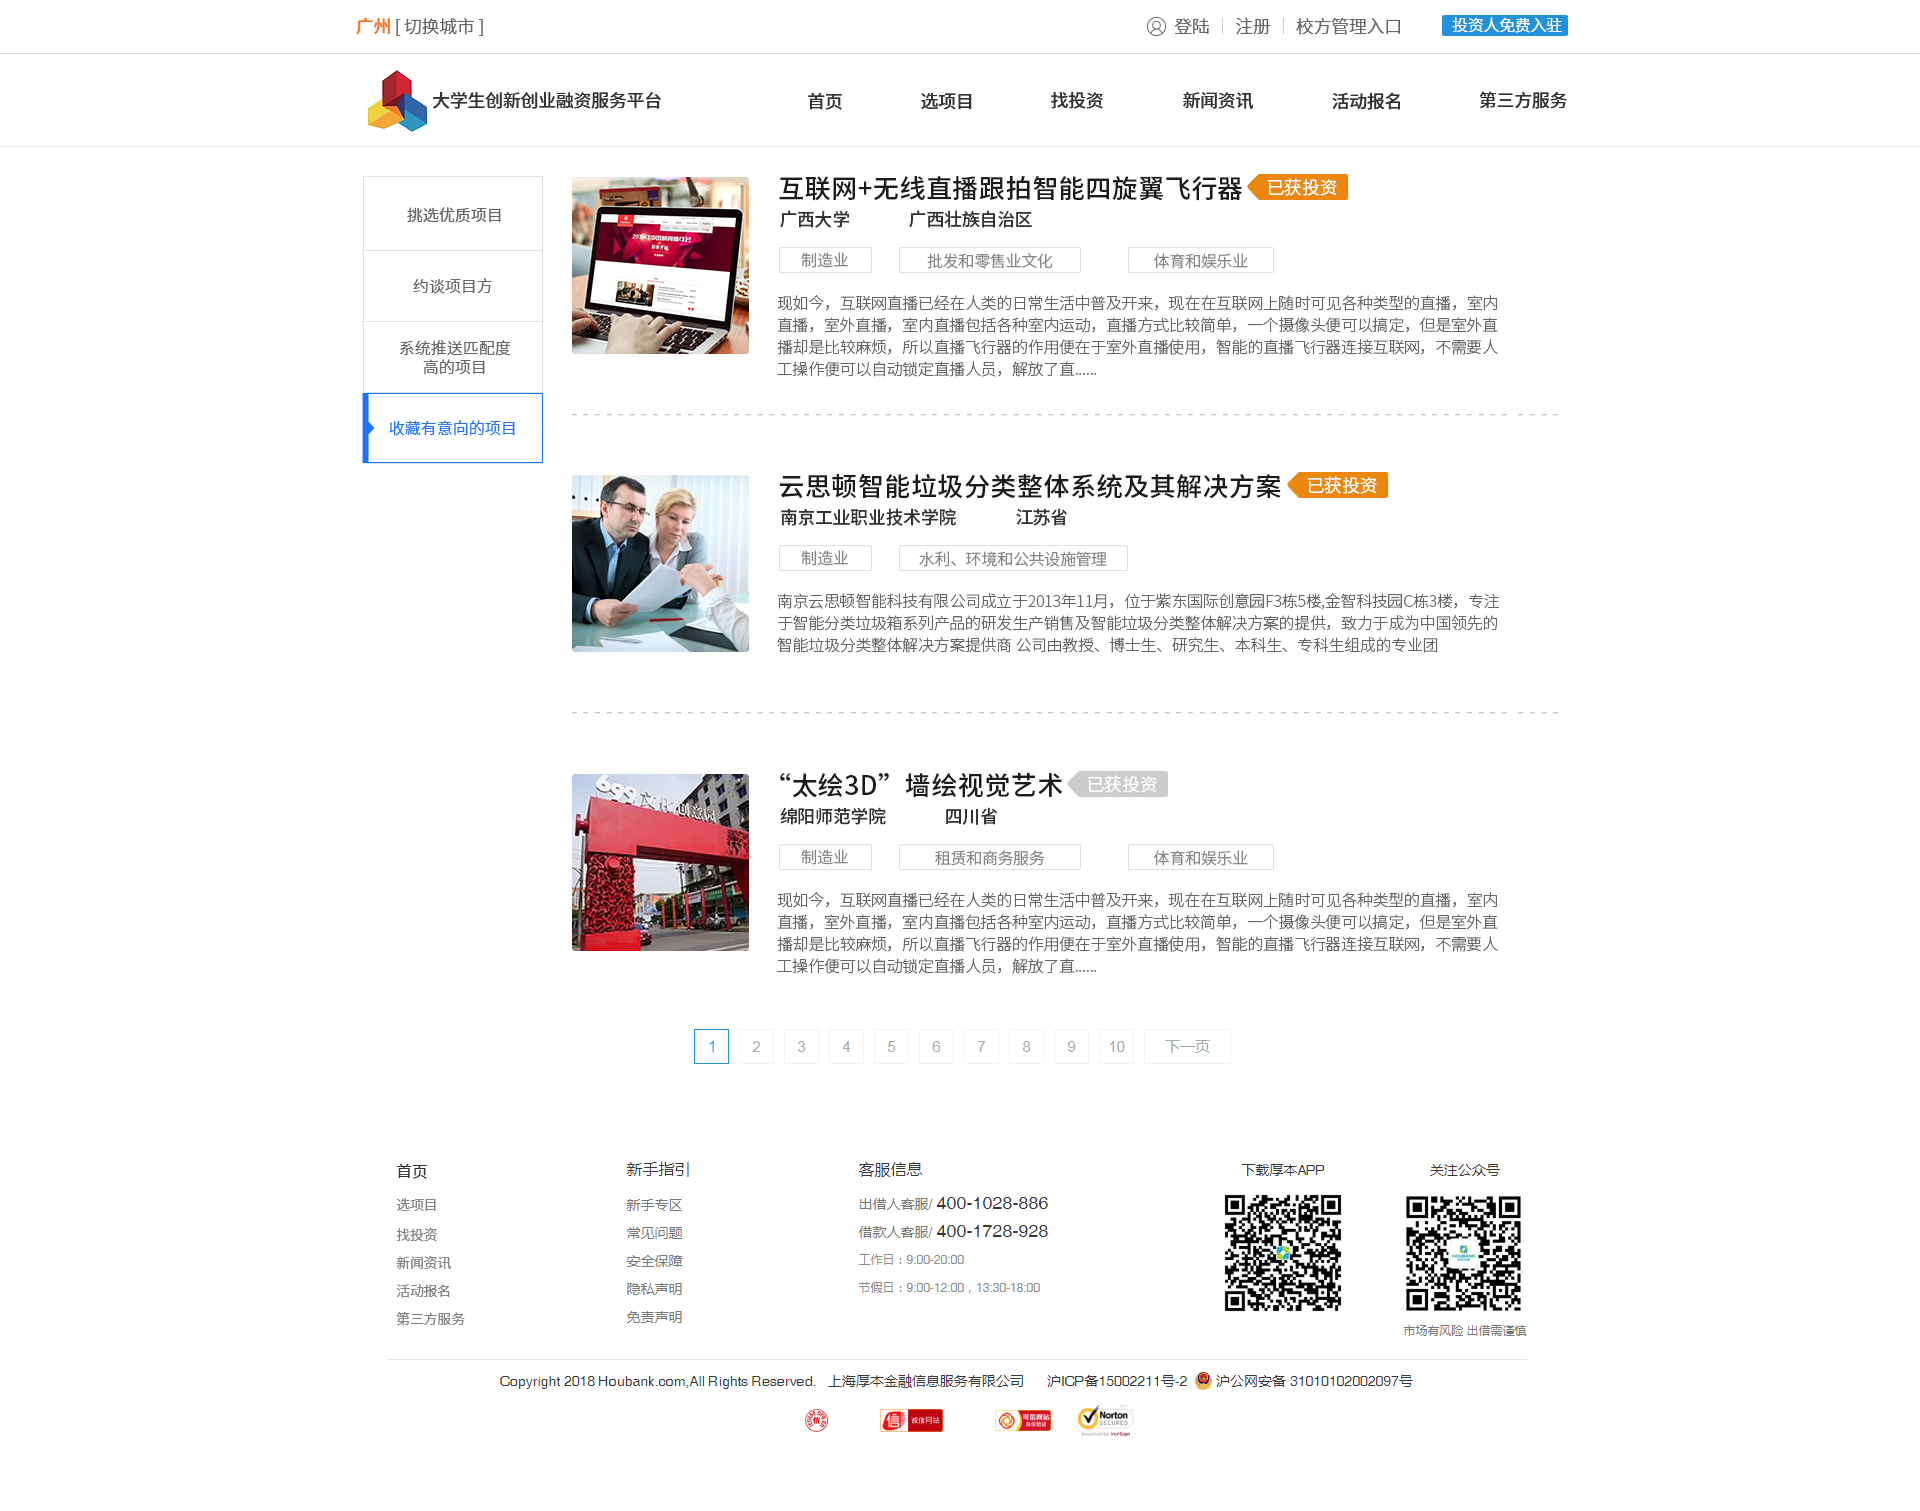 广州 [ 切换城市 ]
登陆 注册 校方管理入口 投资人免费入驻
大学生创新创业融资服务平台 首页 选项目 找投资 新闻资讯 活动报名 第三方服务
挑选优质项目
约谈项目方
系统推送匹配度
高的项目
收藏有意向的项目
互联网+无线直播跟拍智能四旋翼飞行器 已获投资
广西大学 广西壮族自治区
制造业 批发和零售业文化 体育和娱乐业
现如今，互联网直播已经在人类的日常生活中普及开来，现在在互联网上随时可见各种类型的直播，室内
直播，室外直播，室内直播包括各种室内运动，直播方式比较简单，一个摄像头便可以搞定，但是室外直
播却是比较麻烦，所以直播飞行器的作用便在于室外直播使用，智能的直播飞行器连接互联网，不需要人
工操作便可以自动锁定直播人员，解放了直......
云思顿智能垃圾分类整体系统及其解决方案 已获投资
南京工业职业技术学院 江苏省
制造业 水利、环境和公共设施管理
南京云思顿智能科技有限公司成立于2013年11月，位于紫东国际创意园F3栋5楼,金智科技园C栋3楼，专注
于智能分类垃圾箱系列产品的研发生产销售及智能垃圾分类整体解决方案的提供，致力于成为中国领先的
智能垃圾分类整体解决方案提供商 公司由教授、博士生、研究生、本科生、专科生组成的专业团
“太绘3D”墙绘视觉艺术 已获投资
绵阳师范学院 四川省
制造业 租赁和商务服务 体育和娱乐业
现如今，互联网直播已经在人类的日常生活中普及开来，现在在互联网上随时可见各种类型的直播，室内
直播，室外直播，室内直播包括各种室内运动，直播方式比较简单，一个摄像头便可以搞定，但是室外直
播却是比较麻烦，所以直播飞行器的作用便在于室外直播使用，智能的直播飞行器连接互联网，不需要人
工操作便可以自动锁定直播人员，解放了直......
699
1 2 3 4 5 6 7 8 9 10 下一页
首页
选项目
找投资
新闻资讯
活动报名
第三方服务
新手指引
新手专区
常见问题
安全保障
隐私声明
免责声明
客服信息
出借人客服/ 400-1028-886
借款人客服/ 400-1728-928
工作日：9:00-20:00
节假日：9:00-12:00，13:30-18:00
下载厚本APP
关注公众号
HOUBANK
市场有风险 出借需谨慎
Copyright 2018 Houbank.com,All Rights Reserved. 上海厚本金融信息服务有限公司 沪ICP备15002211号-2 沪公网安备 31010102002097号
信
信 诚信网站
可信网站
身份验证
Norton
SECURED
powered by VeriSign